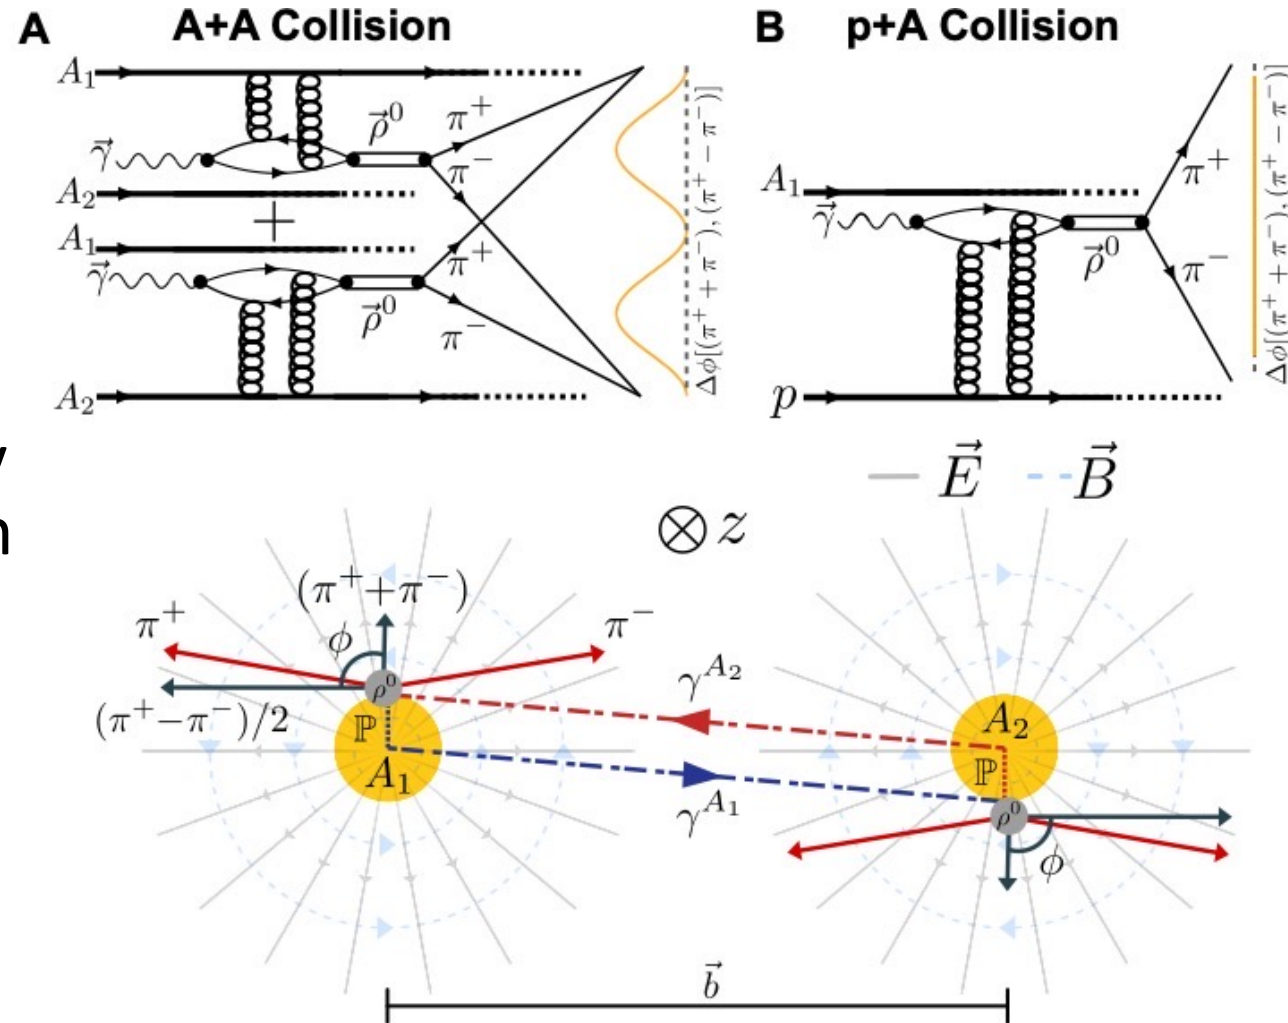 A A+A Collision
A₁
γ⃗
ρ⃗⁰
π⁺
π⁻
A₂
+
A₁
γ⃗
ρ⃗⁰
π⁺
π⁻
A₂
Δφ[(π⁺ + π⁻), (π⁺ − π⁻)]
B p+A Collision
A₁
γ⃗
ρ⃗⁰
π⁺
π⁻
p
Δφ[(π⁺ + π⁻), (π⁺ − π⁻)]
E⃗ B⃗
⊗ z
(π⁺+π⁻)
π⁺
φ
π⁻
ρ⁰
(π⁺−π⁻)/2
ℙ
A₁
γ^{A₂}
γ^{A₁}
A₂
ℙ
ρ⁰
φ
b⃗